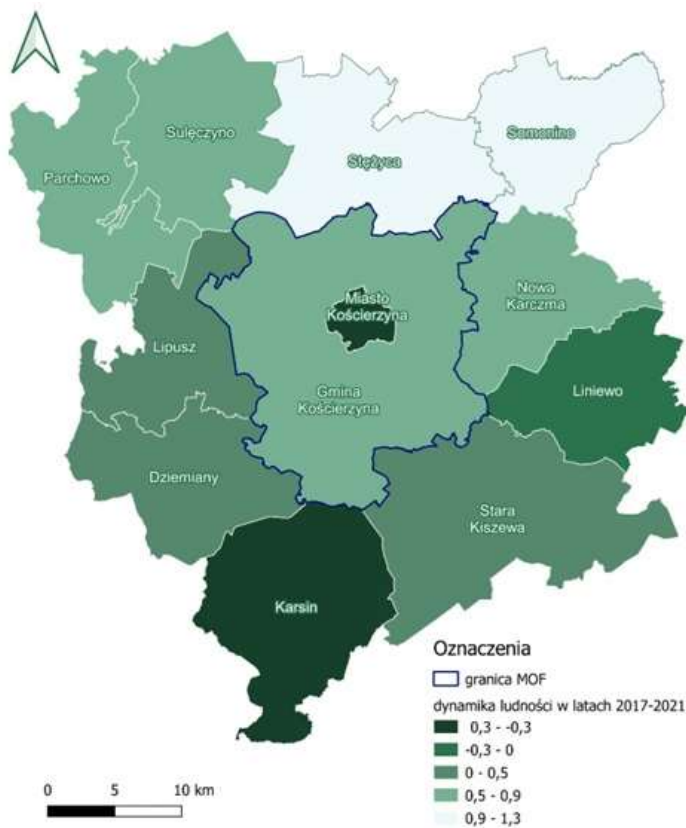 Sulęczyno
Stężyca
Somonino
Parchowo
Nowa
Karczma
Miasto
Kościerzyna
Lipusz
Gmina
Kościerzyna
Liniewo
Dziemiany
Stara
Kiszewa
Karsin
Oznaczenia
granica MOF
dynamika ludności w latach 2017-2021
0,3 - -0,3
-0,3 - 0
0 - 0,5
0,5 - 0,9
0,9 - 1,3
0 5 10 km